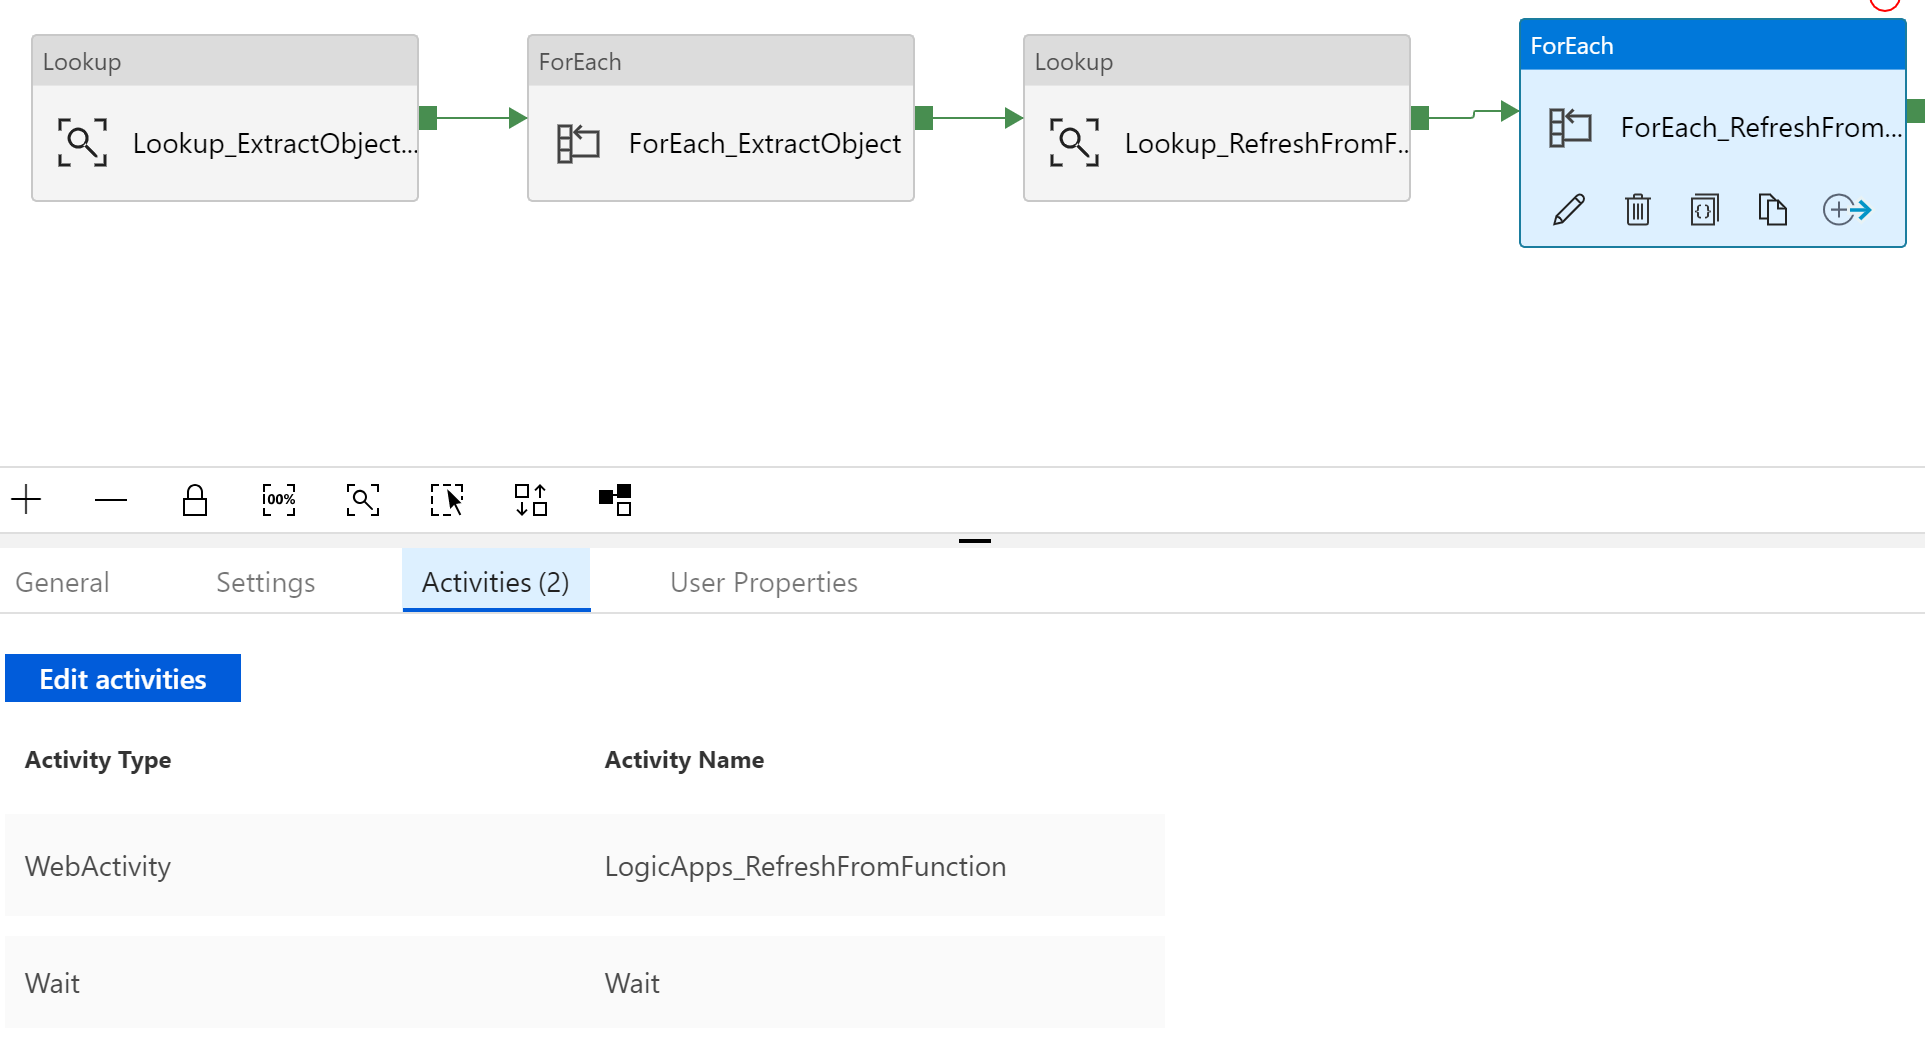 Lookup
Lookup_ExtractObject...
ForEach
ForEach_ExtractObject
Lookup
Lookup_RefreshFromF..
ForEach
ForEach_RefreshFrom...
{}
00%
General
Settings
Activities (2)
User Properties
Edit activities
Activity Type
Activity Name
WebActivity
LogicApps_RefreshFromFunction
Wait
Wait